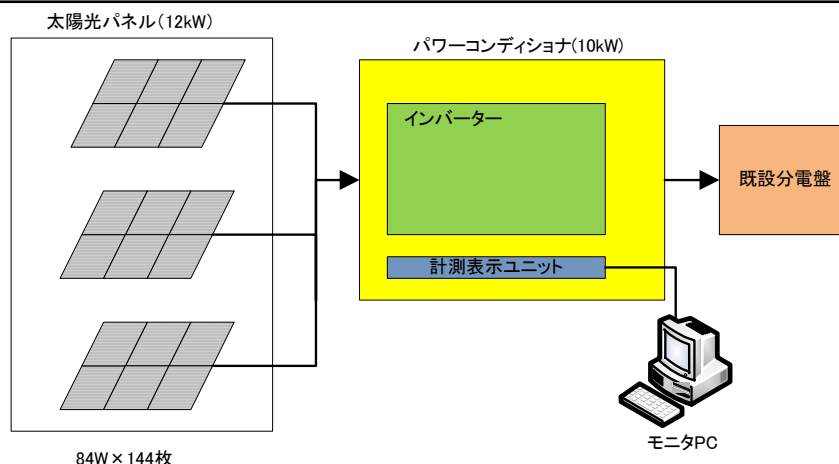 太陽光パネル(12kW)
パワーコンディショナ(10kW)
インバーター
既設分電盤
計測表示ユニット
モニタPC
84W×144枚